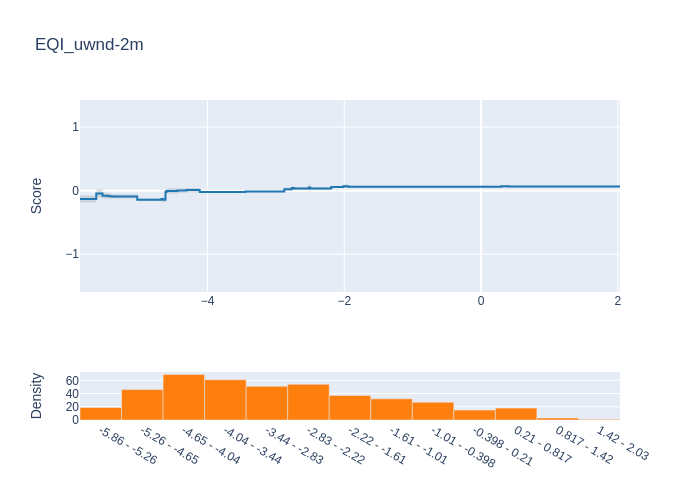 EQI_uwnd-2m
Score
1
0
−1
−4
−2
0
2
Density
60
40
20
0
-5.86 - -5.26
-5.26 - -4.65
-4.65 - -4.04
-4.04 - -3.44
-3.44 - -2.83
-2.83 - -2.22
-2.22 - -1.61
-1.61 - -1.01
-1.01 - -0.398
-0.398 - 0.21
0.21 - 0.817
0.817 - 1.42
1.42 - 2.03